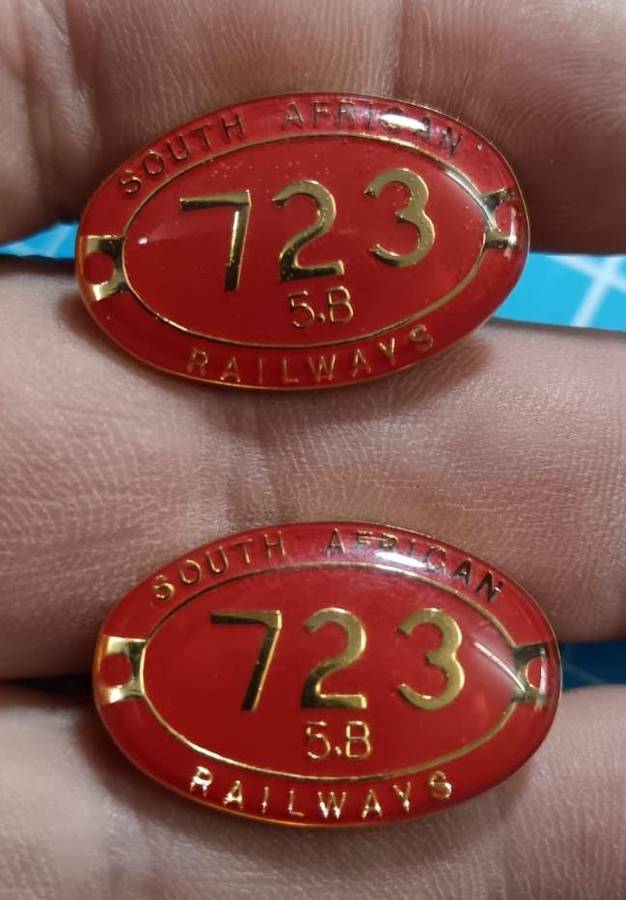 SOUTH AFRICAN
723
5.B
RAILWAYS
SOUTH AFRICAN
723
5.B
RAILWAYS